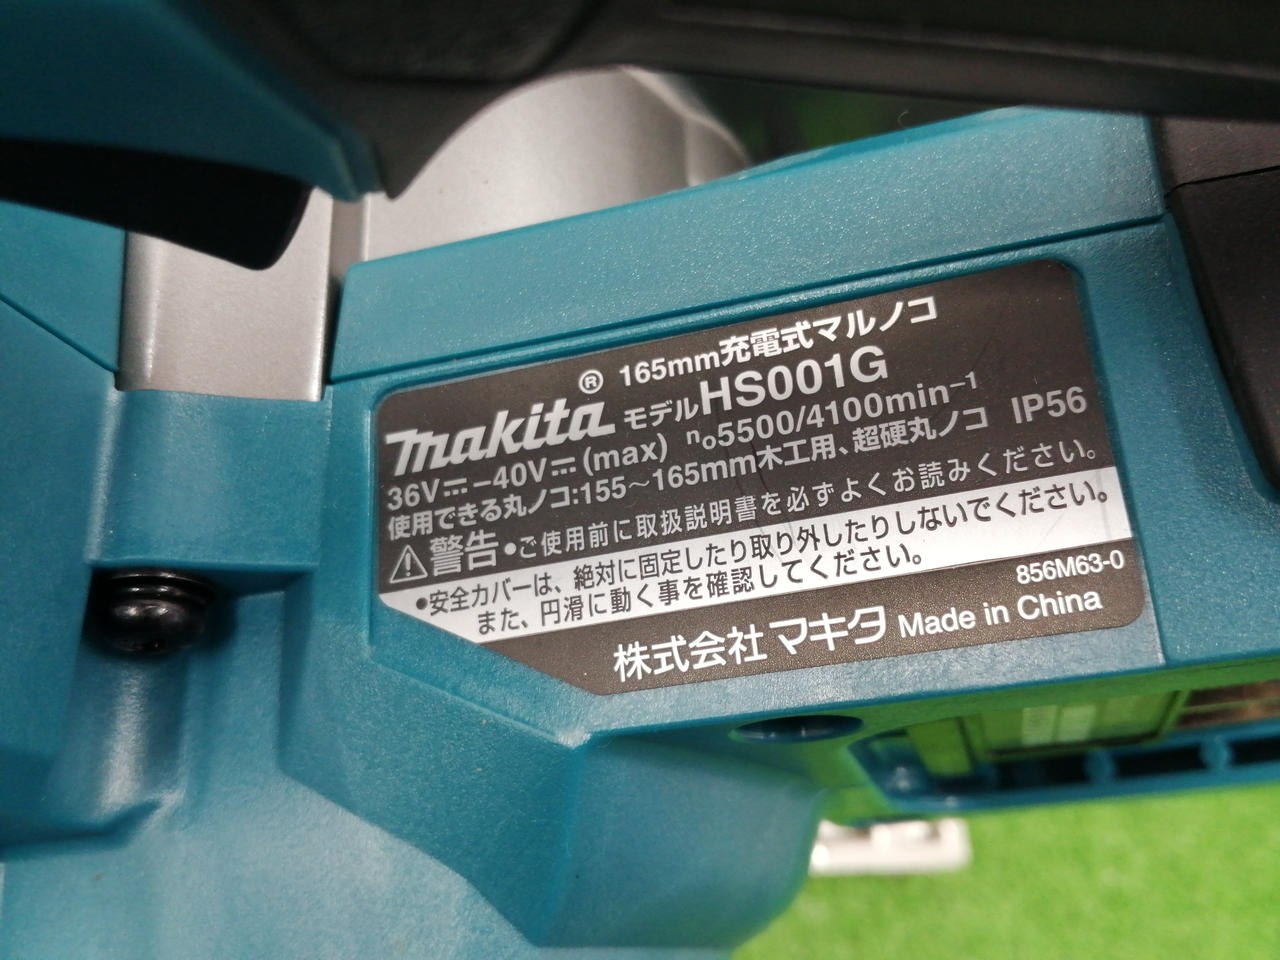 165mm充電式マルノコ
makita® モデルHS001G
36V⎓-40V⎓(max) n₀5500/4100min⁻¹
使用できる丸ノコ:155〜165mm木工用、超硬丸ノコ IP56
⚠警告 •ご使用前に取扱説明書を必ずよくお読みください。
•安全カバーは、絶対に固定したり取り外したりしないでください。
また、円滑に動く事を確認してください。
856M63-0
株式会社マキタ Made in China